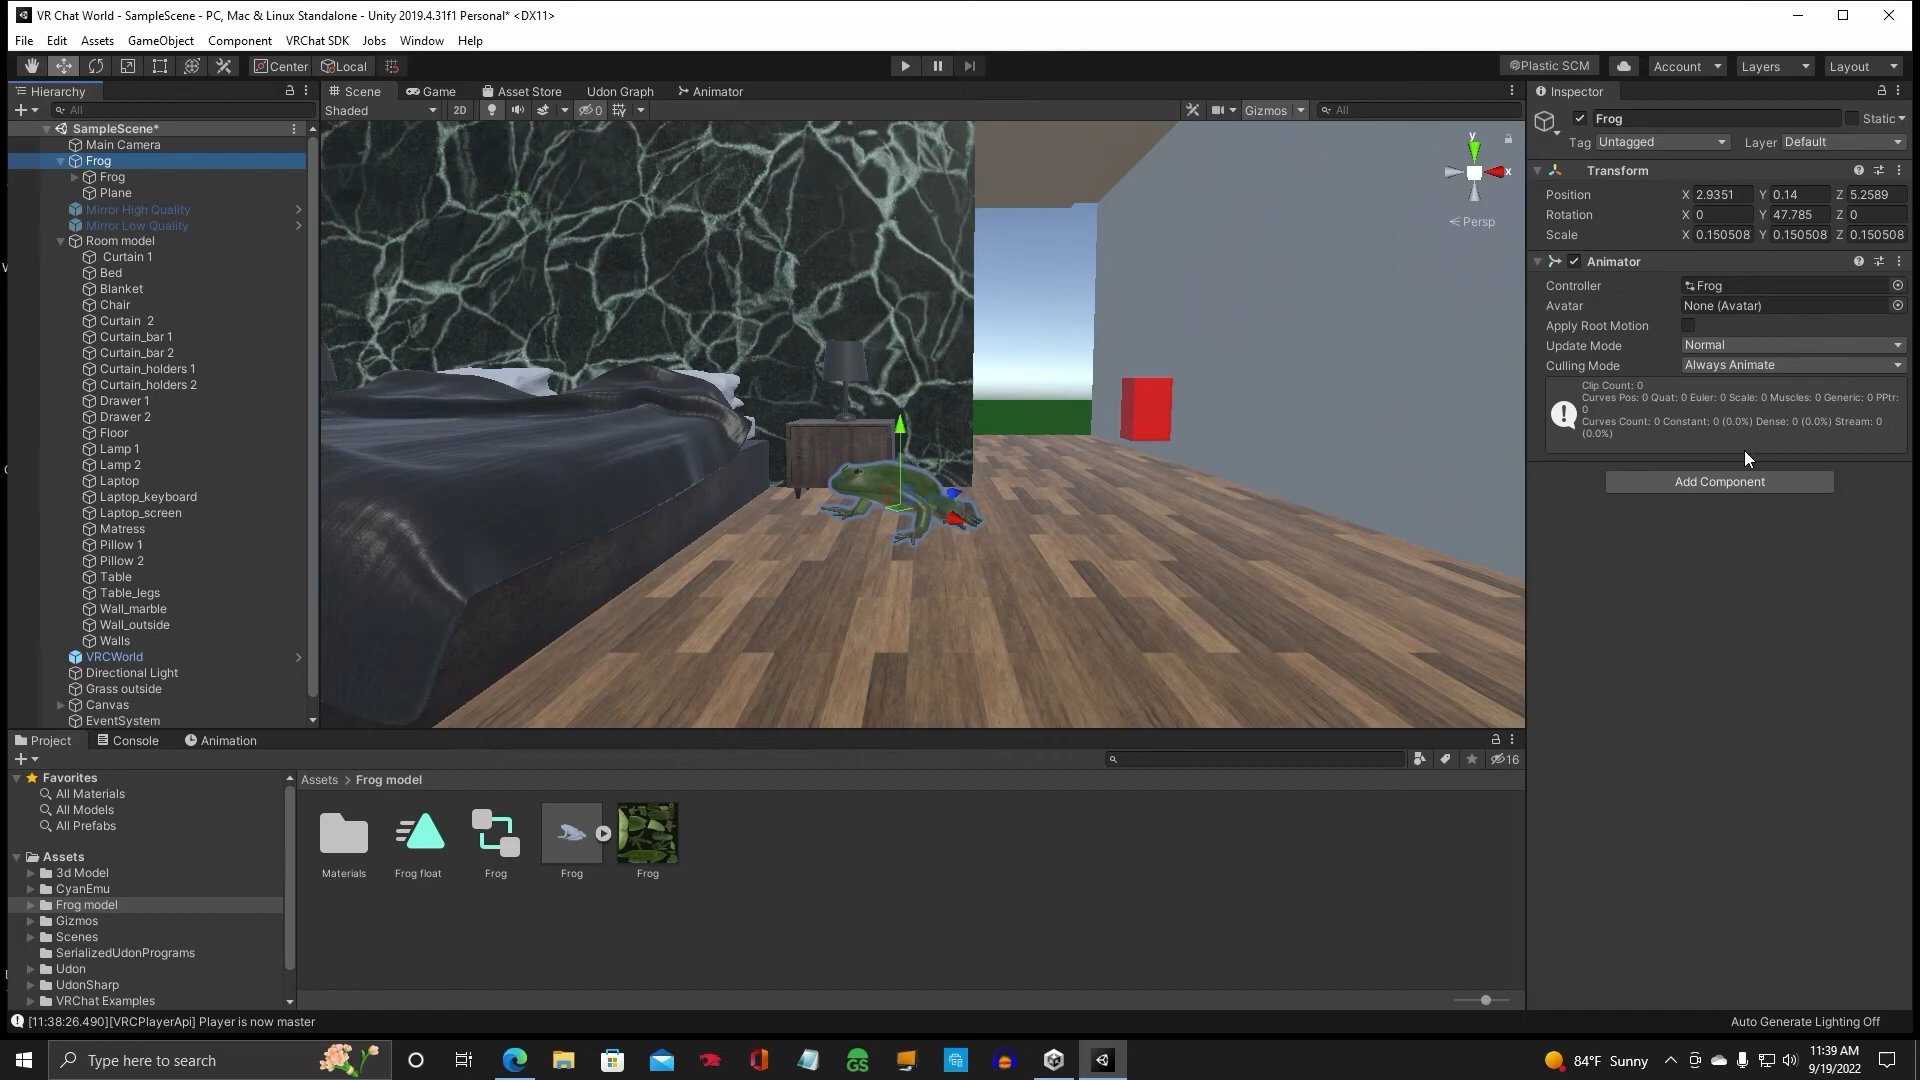 VR Chat World - SampleScene - PC, Mac & Linux Standalone - Unity 2019.4.31f1 Personal* <DX11>
File Edit Assets GameObject Component VRChat SDK Jobs Window Help
Center Local Plastic SCM Account Layers Layout
Hierarchy
All
SampleScene*
Main Camera
Frog
Frog
Plane
Mirror High Quality
Mirror Low Quality
Room model
Curtain 1
Bed
Blanket
Chair
Curtain 2
Curtain_bar 1
Curtain_bar 2
Curtain_holders 1
Curtain_holders 2
Drawer 1
Drawer 2
Floor
Lamp 1
Lamp 2
Laptop
Laptop_keyboard
Laptop_screen
Matress
Pillow 1
Pillow 2
Table
Table_legs
Wall_marble
Wall_outside
Walls
VRCWorld
Directional Light
Grass outside
Canvas
EventSystem
Scene Game Asset Store Udon Graph Animator
Shaded 2D 0 Gizmos All
y
x
Persp
Inspector
Frog Static
Tag Untagged Layer Default
Transform
Position X 2.9351 Y 0.14 Z 5.2589
Rotation X 0 Y 47.785 Z 0
Scale X 0.150508 Y 0.150508 Z 0.150508
Animator
Controller Frog
Avatar None (Avatar)
Apply Root Motion
Update Mode Normal
Culling Mode Always Animate
Clip Count: 0
Curves Pos: 0 Quat: 0 Euler: 0 Scale: 0 Muscles: 0 Generic: 0 PPtr:
0
Curves Count: 0 Constant: 0 (0.0%) Dense: 0 (0.0%) Stream: 0
(0.0%)
Add Component
Project Console Animation
16
Favorites
All Materials
All Models
All Prefabs
Assets
3d Model
CyanEmu
Frog model
Gizmos
Scenes
SerializedUdonPrograms
Udon
UdonSharp
VRChat Examples
Assets > Frog model
Materials Frog float Frog Frog Frog
[11:38:26.490][VRCPlayerApi] Player is now master
Auto Generate Lighting Off
Type here to search
GS
84°F Sunny
11:39 AM
9/19/2022